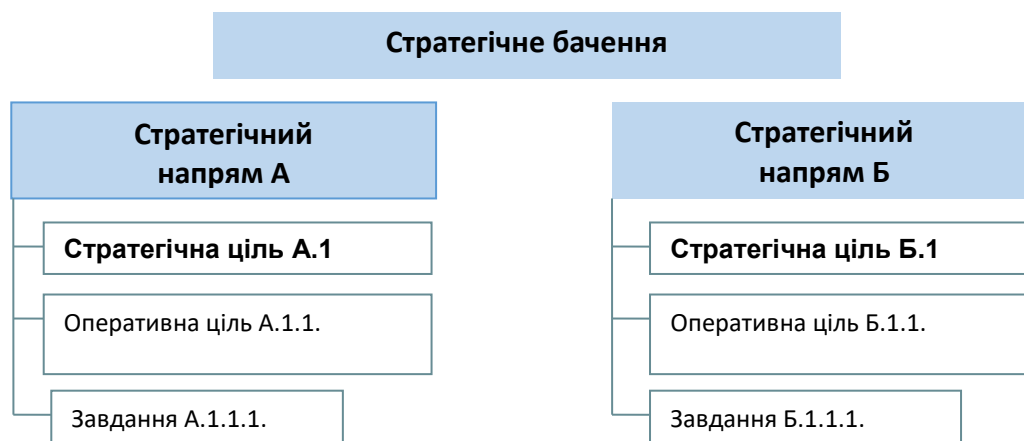 Стратегічне бачення
Стратегічний
напрям А
Стратегічна ціль А.1
Оперативна ціль А.1.1.
Завдання А.1.1.1.
Стратегічний
напрям Б
Стратегічна ціль Б.1
Оперативна ціль Б.1.1.
Завдання Б.1.1.1.